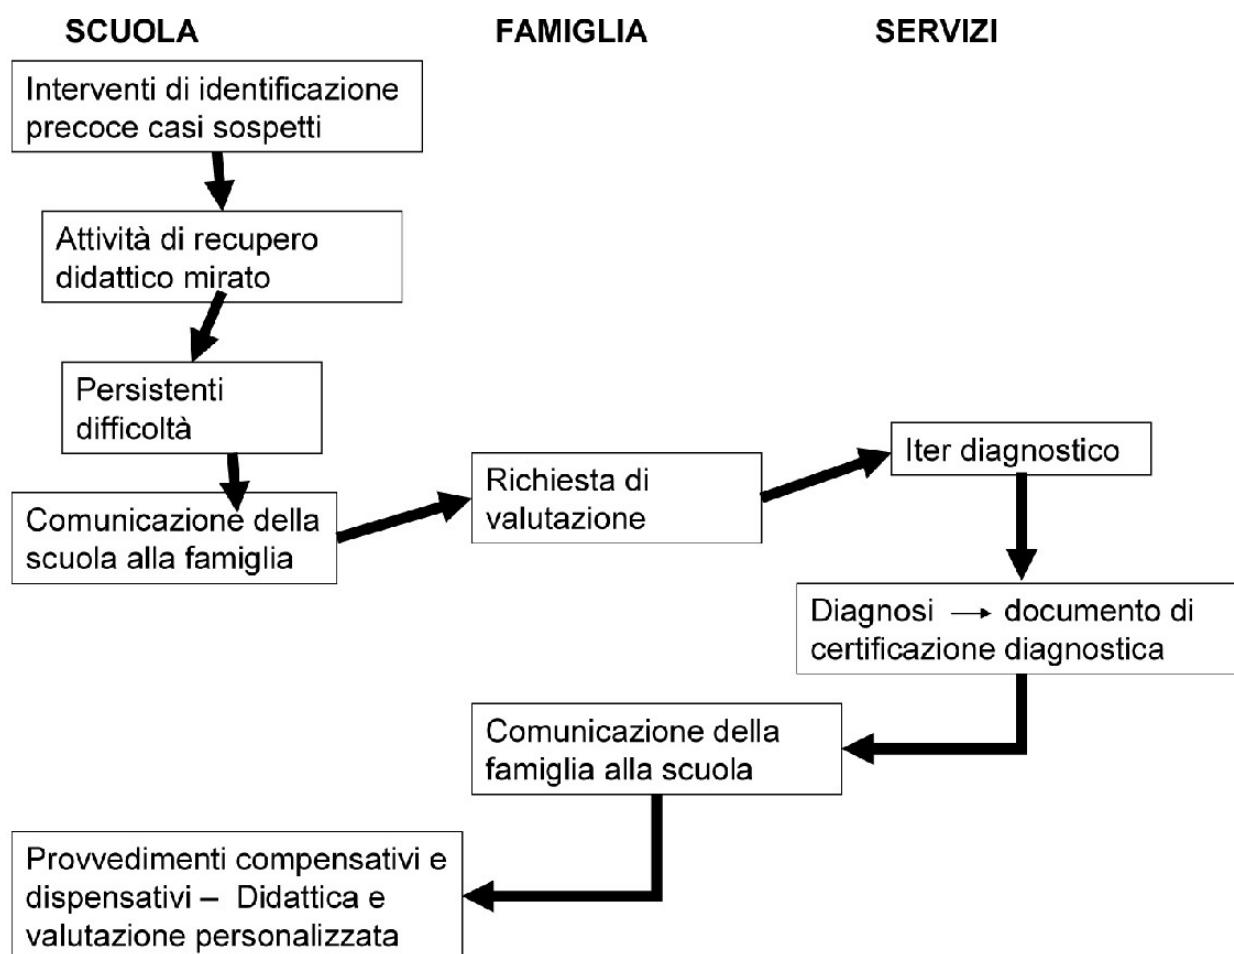 SCUOLA
FAMIGLIA
SERVIZI
Interventi di identificazione
precoce casi sospetti
Attività di recupero
didattico mirato
Persistenti
difficoltà
Comunicazione della
scuola alla famiglia
Richiesta di
valutazione
Iter diagnostico
Diagnosi → documento di
certificazione diagnostica
Comunicazione della
famiglia alla scuola
Provvedimenti compensativi e
dispensativi – Didattica e
valutazione personalizzata